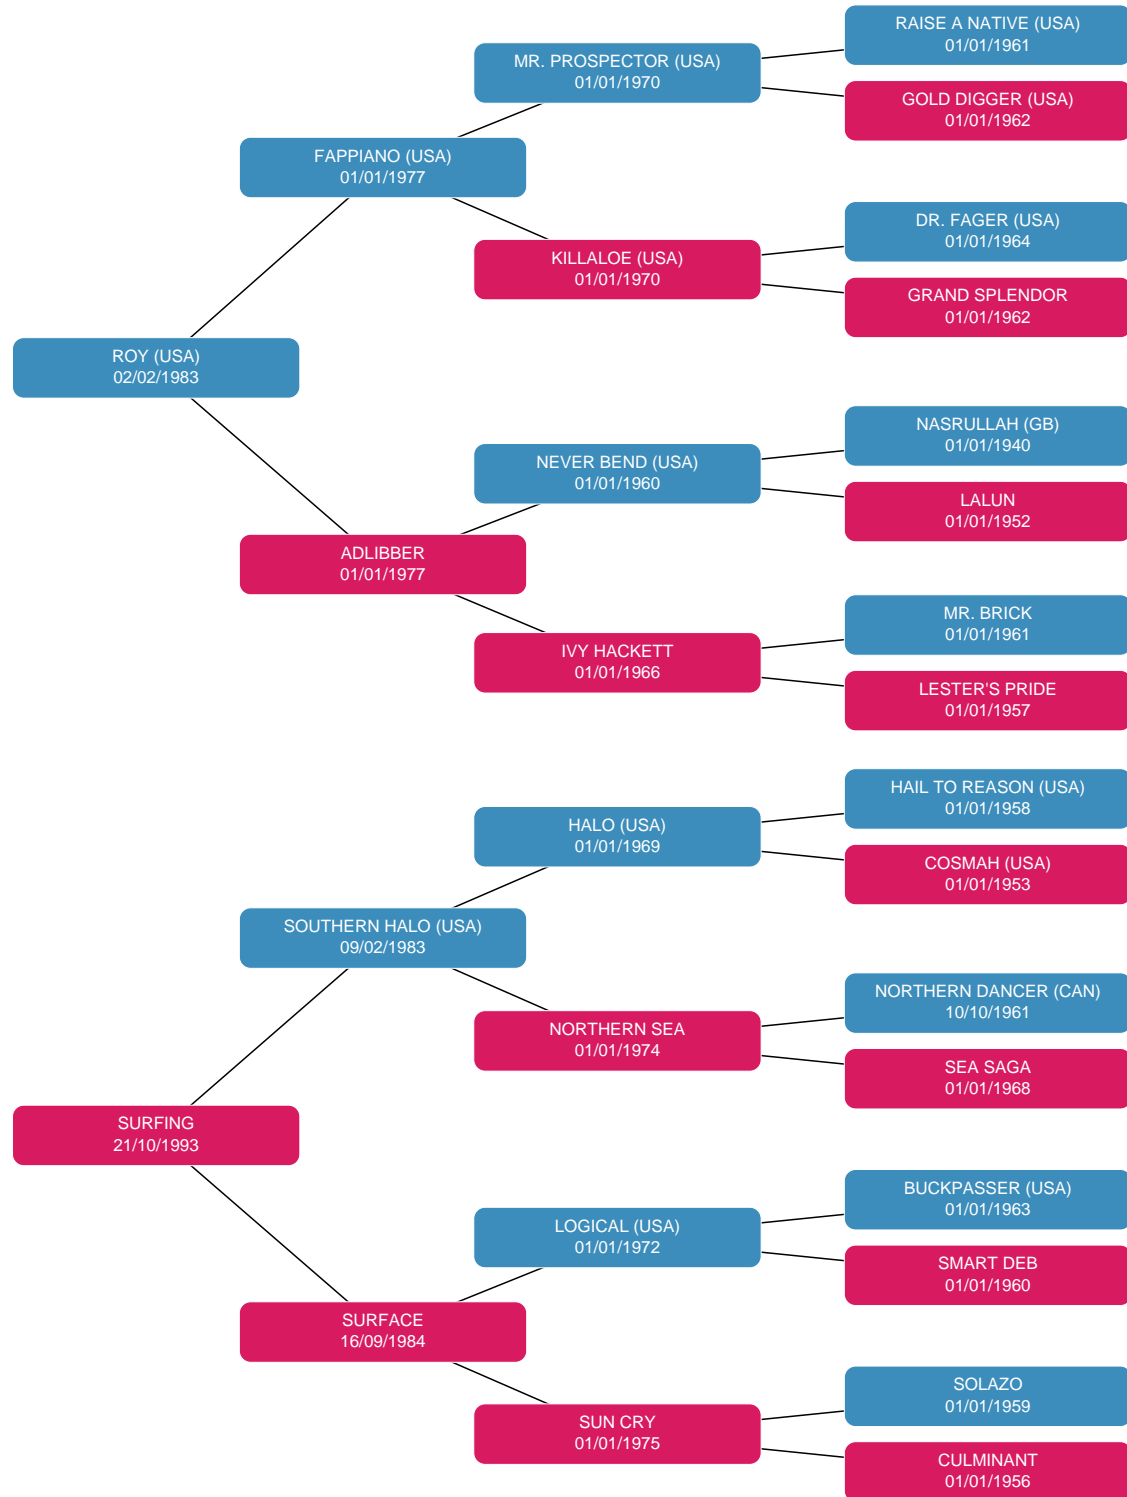 RAISE A NATIVE (USA)
01/01/1961
MR. PROSPECTOR (USA)
01/01/1970
GOLD DIGGER (USA)
01/01/1962
FAPPIANO (USA)
01/01/1977
DR. FAGER (USA)
01/01/1964
KILLALOE (USA)
01/01/1970
GRAND SPLENDOR
01/01/1962
ROY (USA)
02/02/1983
NASRULLAH (GB)
01/01/1940
NEVER BEND (USA)
01/01/1960
LALUN
01/01/1952
ADLIBBER
01/01/1977
MR. BRICK
01/01/1961
IVY HACKETT
01/01/1966
LESTER'S PRIDE
01/01/1957
HAIL TO REASON (USA)
01/01/1958
HALO (USA)
01/01/1969
COSMAH (USA)
01/01/1953
SOUTHERN HALO (USA)
09/02/1983
NORTHERN DANCER (CAN)
10/10/1961
NORTHERN SEA
01/01/1974
SEA SAGA
01/01/1968
SURFING
21/10/1993
BUCKPASSER (USA)
01/01/1963
LOGICAL (USA)
01/01/1972
SMART DEB
01/01/1960
SURFACE
16/09/1984
SOLAZO
01/01/1959
SUN CRY
01/01/1975
CULMINANT
01/01/1956